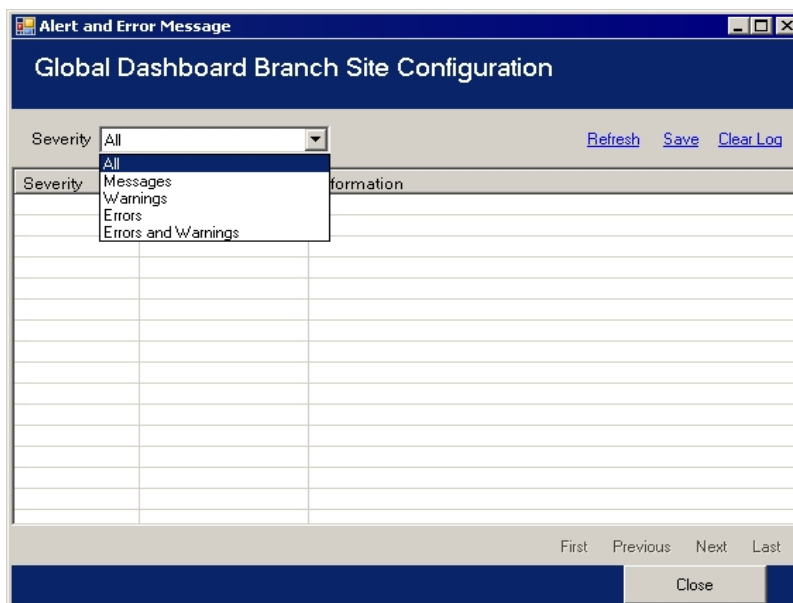 Alert and Error Message
Global Dashboard Branch Site Configuration
Severity All Refresh Save Clear Log
All
Messages
Warnings
Errors
Errors and Warnings
Severity formation
First Previous Next Last
Close